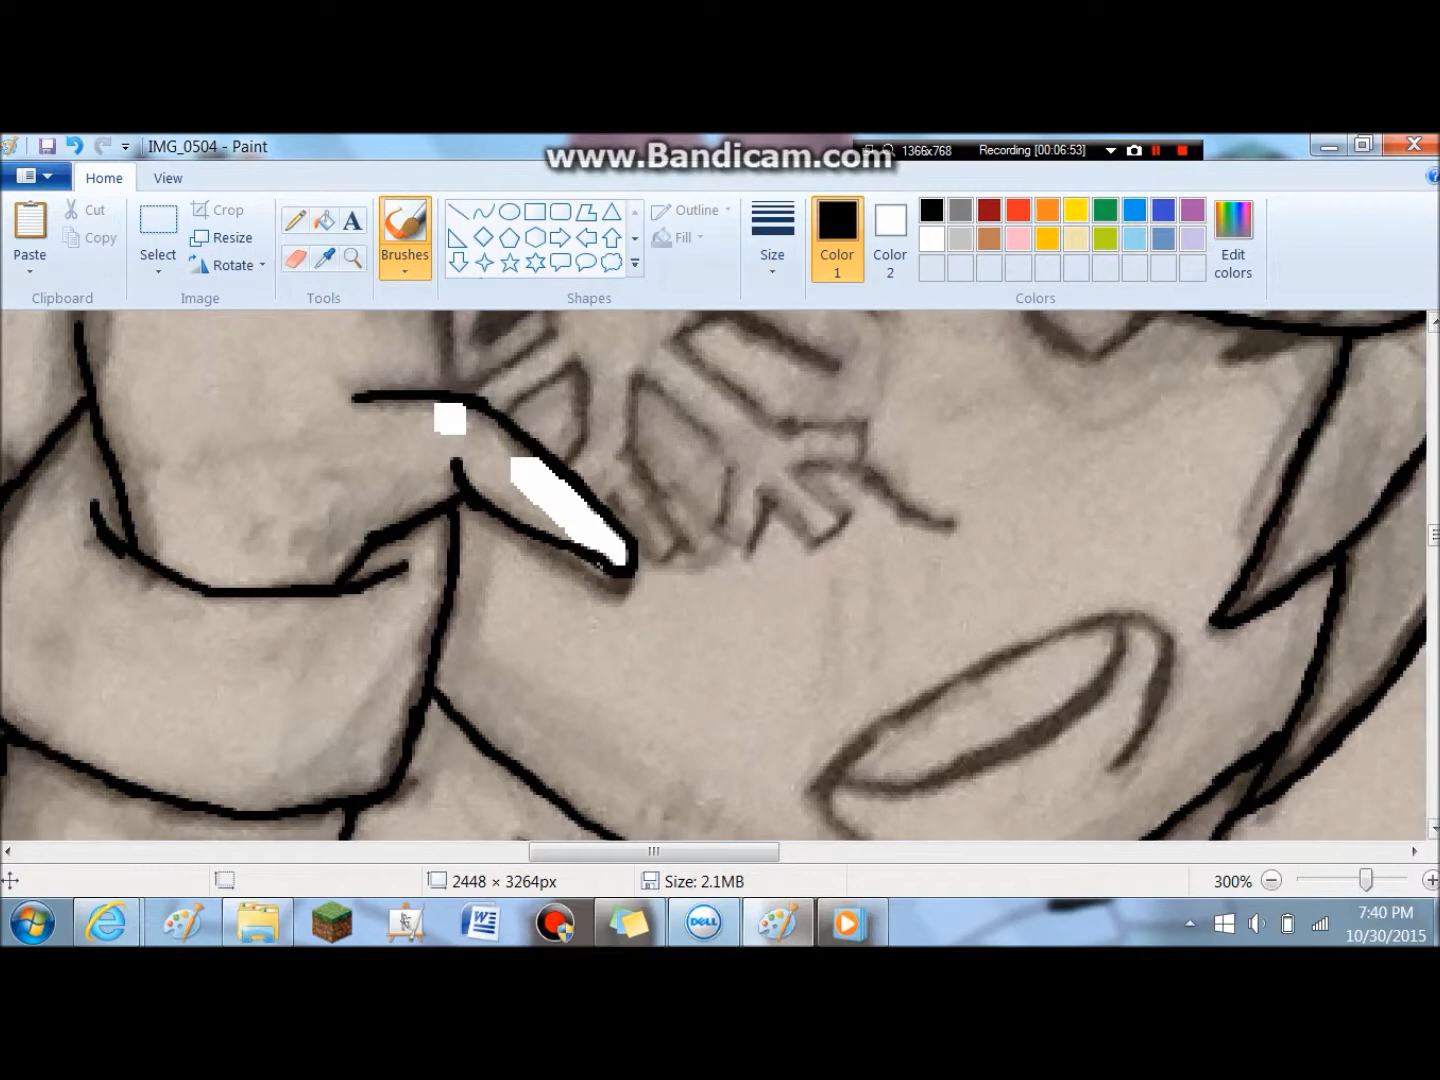 IMG_0504 - Paint
www.Bandicam.com
1366x768
Recording [00:06:53]
Home
View
Paste
Cut
Copy
Clipboard
Select
Crop
Resize
Rotate
Image
A
Tools
Brushes
Shapes
Outline
Fill
Size
Color 1
Color 2
Edit colors
Colors
2448 × 3264px
Size: 2.1MB
300%
W
DELL
7:40 PM
10/30/2015